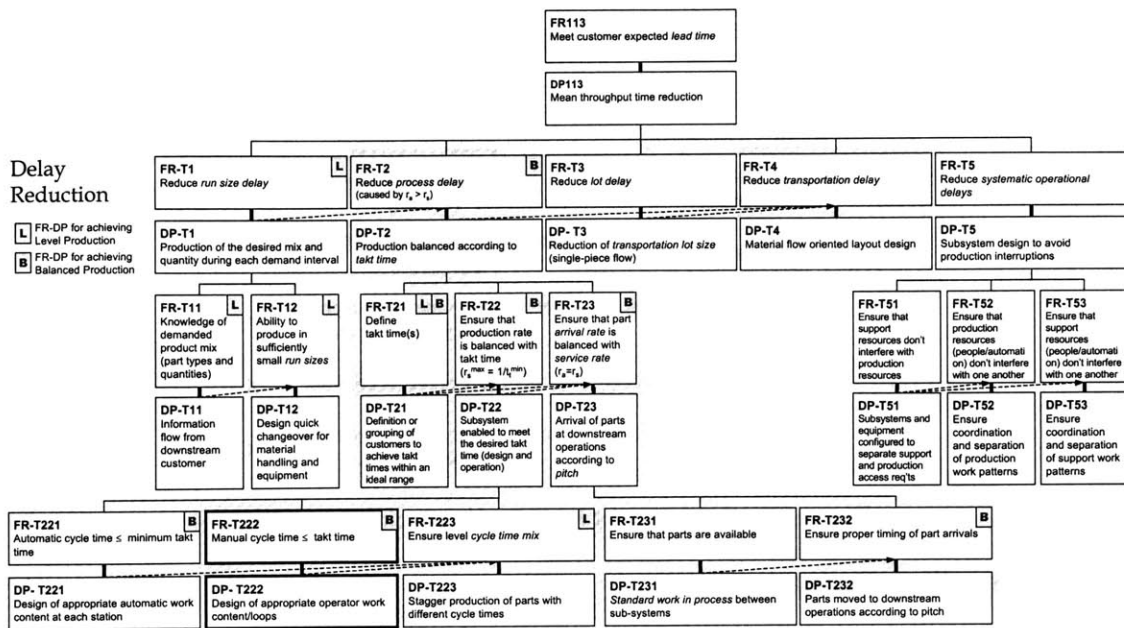 FR113
Meet customer expected lead time
DP113
Mean throughput time reduction
Delay
Reduction
L FR-DP for achieving
Level Production
B FR-DP for achieving
Balanced Production
FR-T1 L
Reduce run size delay
FR-T2 B
Reduce process delay
(caused by rₐ > rₛ)
FR-T3
Reduce lot delay
FR-T4
Reduce transportation delay
FR-T5
Reduce systematic operational
delays
DP-T1
Production of the desired mix and
quantity during each demand interval
DP-T2
Production balanced according to
takt time
DP- T3
Reduction of transportation lot size
(single-piece flow)
DP-T4
Material flow oriented layout design
DP-T5
Subsystem design to avoid
production interruptions
FR-T11 L
Knowledge of
demanded
product mix
(part types and
quantities)
FR-T12 L
Ability to
produce in
sufficiently
small run sizes
FR-T21 L B
Define
takt time(s)
FR-T22 B
Ensure that
production rate
is balanced with
takt time
(rₛᵐᵃˣ = 1/tₜᵐⁱⁿ)
FR-T23 B
Ensure that part
arrival rate is
balanced with
service rate
(rₐ=rₛ)
FR-T51
Ensure that
support
resources don't
interfere with
production
resources
FR-T52
Ensure that
production
resources
(people/automati
on) don't interfere
with one another
FR-T53
Ensure that
support
resources
(people/automati
on) don't interfere
with one another
DP-T11
Information
flow from
downstream
customer
DP-T12
Design quick
changeover for
material
handling and
equipment
DP-T21
Definition or
grouping of
customers to
achieve takt
times within an
ideal range
DP-T22
Subsystem
enabled to meet
the desired takt
time (design and
operation)
DP-T23
Arrival of parts
at downstream
operations
according to
pitch
DP-T51
Subsystems and
equipment
configured to
separate support
and production
access req'ts
DP-T52
Ensure
coordination
and separation
of production
work patterns
DP-T53
Ensure
coordination
and separation
of support work
patterns
FR-T221 B
Automatic cycle time ≤ minimum takt
time
FR-T222 B
Manual cycle time ≤ takt time
FR-T223 L
Ensure level cycle time mix
FR-T231
Ensure that parts are available
FR-T232 B
Ensure proper timing of part arrivals
DP- T221
Design of appropriate automatic work
content at each station
DP- T222
Design of appropriate operator work
content/loops
DP-T223
Stagger production of parts with
different cycle times
DP-T231
Standard work in process between
sub-systems
DP-T232
Parts moved to downstream
operations according to pitch